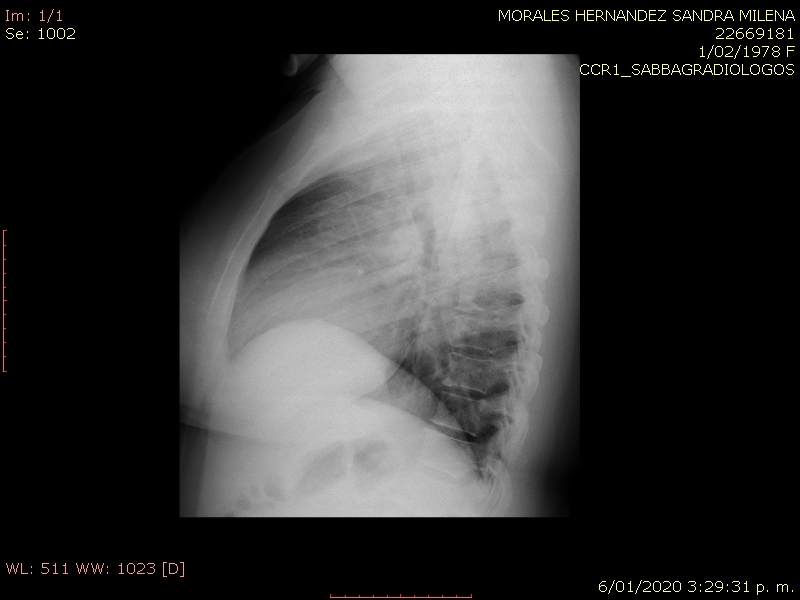 Im: 1/1
Se: 1002
MORALES HERNANDEZ SANDRA MILENA
22669181
1/02/1978 F
CCR1_SABBAGRADIOLOGOS
WL: 511 WW: 1023 [D]
6/01/2020 3:29:31 p. m.